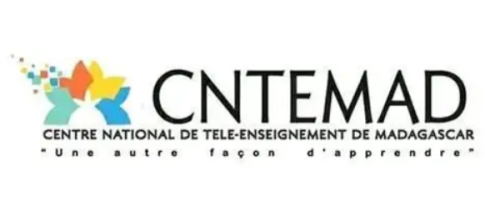 CNTEMAD
CENTRE NATIONAL DE TELE-ENSEIGNEMENT DE MADAGASCAR
"Une autre façon d'apprendre"